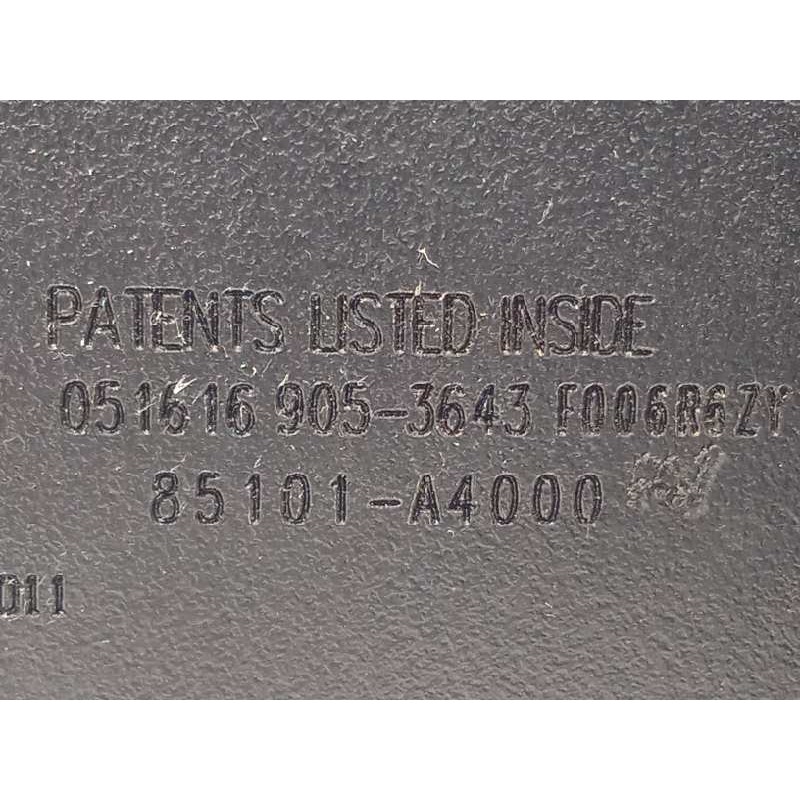 PATENTS LISTED INSIDE
051616 905-3643 F006R6ZY
85101-A4000
011